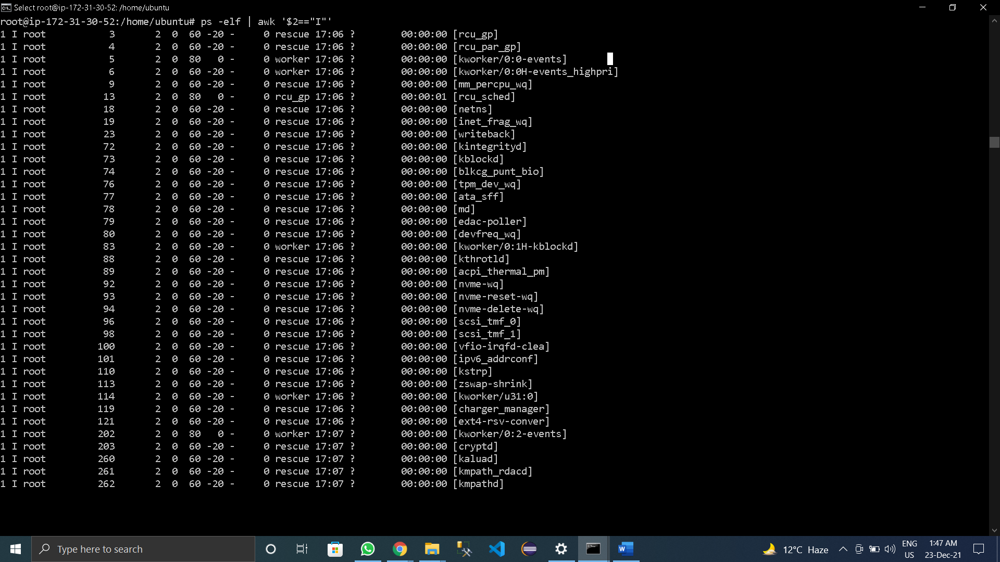 Select root@ip-172-31-30-52: /home/ubuntu
root@ip-172-31-30-52:/home/ubuntu# ps -elf | awk '$2=="I"'
1 I root           3       2  0  60 -20 -     0 rescue 17:06 ?        00:00:00 [rcu_gp]
1 I root           4       2  0  60 -20 -     0 rescue 17:06 ?        00:00:00 [rcu_par_gp]
1 I root           5       2  0  80   0 -     0 worker 17:06 ?        00:00:00 [kworker/0:0-events]
1 I root           6       2  0  60 -20 -     0 worker 17:06 ?        00:00:00 [kworker/0:0H-events_highpri]
1 I root           9       2  0  60 -20 -     0 rescue 17:06 ?        00:00:00 [mm_percpu_wq]
1 I root          13       2  0  80   0 -     0 rcu_gp 17:06 ?        00:00:01 [rcu_sched]
1 I root          18       2  0  60 -20 -     0 rescue 17:06 ?        00:00:00 [netns]
1 I root          19       2  0  60 -20 -     0 rescue 17:06 ?        00:00:00 [inet_frag_wq]
1 I root          23       2  0  60 -20 -     0 rescue 17:06 ?        00:00:00 [writeback]
1 I root          72       2  0  60 -20 -     0 rescue 17:06 ?        00:00:00 [kintegrityd]
1 I root          73       2  0  60 -20 -     0 rescue 17:06 ?        00:00:00 [kblockd]
1 I root          74       2  0  60 -20 -     0 rescue 17:06 ?        00:00:00 [blkcg_punt_bio]
1 I root          76       2  0  60 -20 -     0 rescue 17:06 ?        00:00:00 [tpm_dev_wq]
1 I root          77       2  0  60 -20 -     0 rescue 17:06 ?        00:00:00 [ata_sff]
1 I root          78       2  0  60 -20 -     0 rescue 17:06 ?        00:00:00 [md]
1 I root          79       2  0  60 -20 -     0 rescue 17:06 ?        00:00:00 [edac-poller]
1 I root          80       2  0  60 -20 -     0 rescue 17:06 ?        00:00:00 [devfreq_wq]
1 I root          83       2  0  60 -20 -     0 worker 17:06 ?        00:00:00 [kworker/0:1H-kblockd]
1 I root          88       2  0  60 -20 -     0 rescue 17:06 ?        00:00:00 [kthrotld]
1 I root          89       2  0  60 -20 -     0 rescue 17:06 ?        00:00:00 [acpi_thermal_pm]
1 I root          92       2  0  60 -20 -     0 rescue 17:06 ?        00:00:00 [nvme-wq]
1 I root          93       2  0  60 -20 -     0 rescue 17:06 ?        00:00:00 [nvme-reset-wq]
1 I root          94       2  0  60 -20 -     0 rescue 17:06 ?        00:00:00 [nvme-delete-wq]
1 I root          96       2  0  60 -20 -     0 rescue 17:06 ?        00:00:00 [scsi_tmf_0]
1 I root          98       2  0  60 -20 -     0 rescue 17:06 ?        00:00:00 [scsi_tmf_1]
1 I root         100       2  0  60 -20 -     0 rescue 17:06 ?        00:00:00 [vfio-irqfd-clea]
1 I root         101       2  0  60 -20 -     0 rescue 17:06 ?        00:00:00 [ipv6_addrconf]
1 I root         110       2  0  60 -20 -     0 rescue 17:06 ?        00:00:00 [kstrp]
1 I root         113       2  0  60 -20 -     0 rescue 17:06 ?        00:00:00 [zswap-shrink]
1 I root         114       2  0  60 -20 -     0 worker 17:06 ?        00:00:00 [kworker/u31:0]
1 I root         119       2  0  60 -20 -     0 rescue 17:06 ?        00:00:00 [charger_manager]
1 I root         121       2  0  60 -20 -     0 rescue 17:06 ?        00:00:00 [ext4-rsv-conver]
1 I root         202       2  0  80   0 -     0 worker 17:07 ?        00:00:00 [kworker/0:2-events]
1 I root         203       2  0  60 -20 -     0 rescue 17:07 ?        00:00:00 [cryptd]
1 I root         260       2  0  60 -20 -     0 rescue 17:07 ?        00:00:00 [kaluad]
1 I root         261       2  0  60 -20 -     0 rescue 17:07 ?        00:00:00 [kmpath_rdacd]
1 I root         262       2  0  60 -20 -     0 rescue 17:07 ?        00:00:00 [kmpathd]
Type here to search
12°C Haze
ENG
US
1:47 AM
23-Dec-21